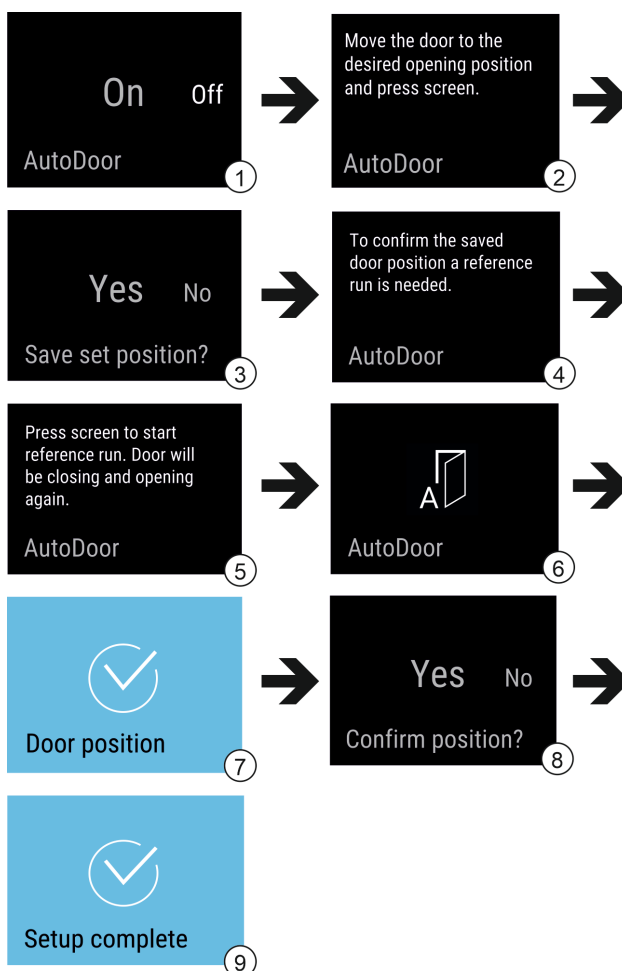 On Off
AutoDoor
1
Move the door to the
desired opening position
and press screen.
AutoDoor
2
Yes No
Save set position?
3
To confirm the saved
door position a reference
run is needed.
AutoDoor
4
Press screen to start
reference run. Door will
be closing and opening
again.
AutoDoor
5
A
AutoDoor
6
Door position
7
Yes No
Confirm position?
8
Setup complete
9